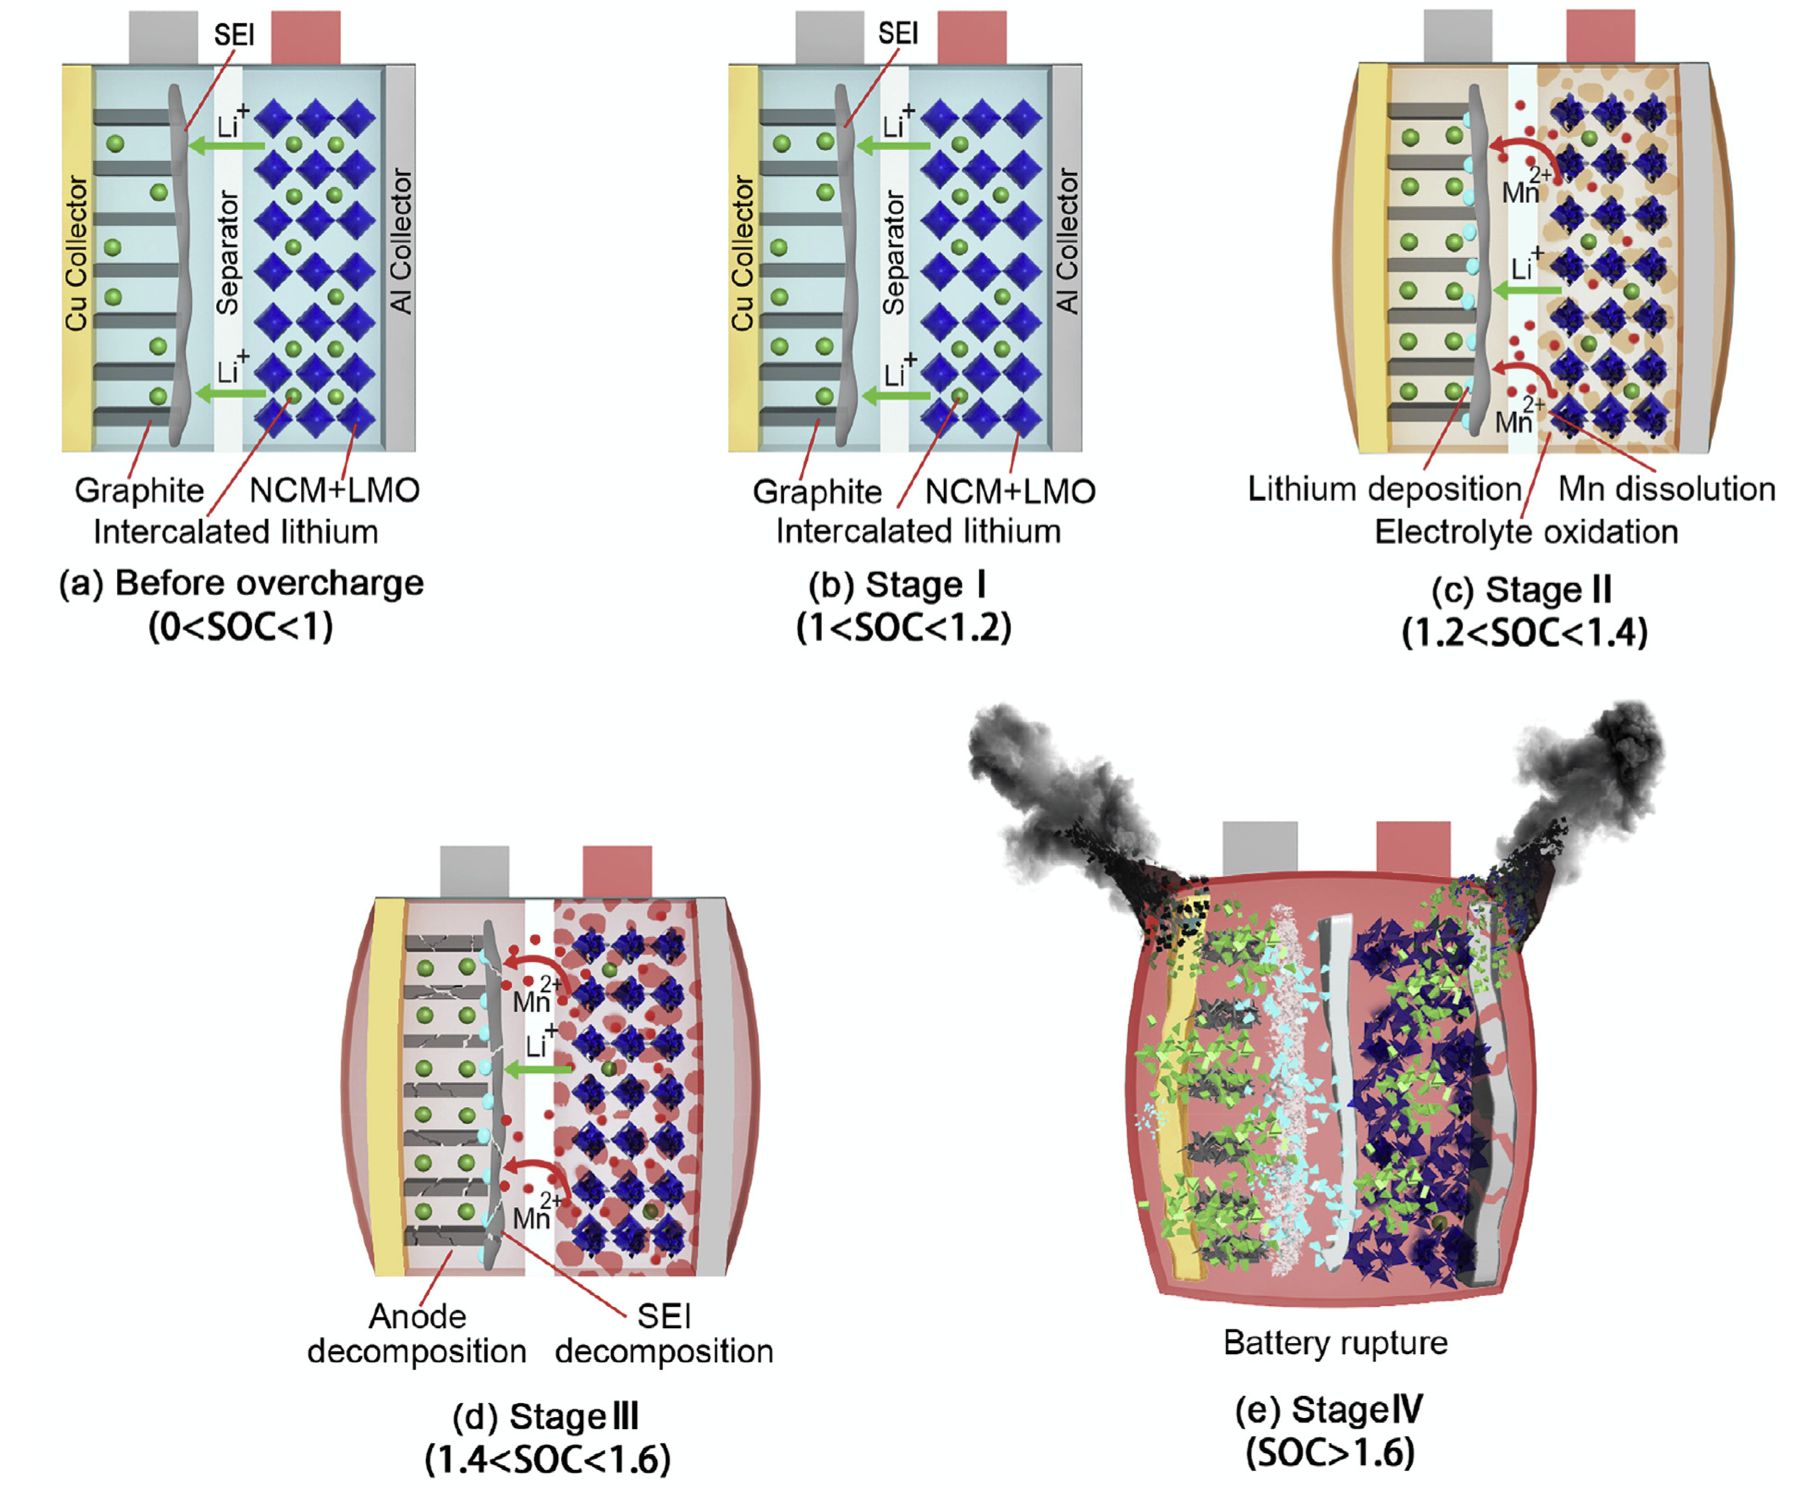 SEI
Li+
Cu Collector
Separator
Al Collector
Li+
Graphite
NCM+LMO
Intercalated lithium
(a) Before overcharge
(0<SOC<1)
SEI
Li+
Cu Collector
Separator
Al Collector
Li+
Graphite
NCM+LMO
Intercalated lithium
(b) Stage Ⅰ
(1<SOC<1.2)
Mn2+
Li+
Mn2+
Lithium deposition
Mn dissolution
Electrolyte oxidation
(c) Stage Ⅱ
(1.2<SOC<1.4)
Mn2+
Li+
Mn2+
Anode
decomposition
SEI
decomposition
(d) Stage Ⅲ
(1.4<SOC<1.6)
Battery rupture
(e) Stage Ⅳ
(SOC>1.6)